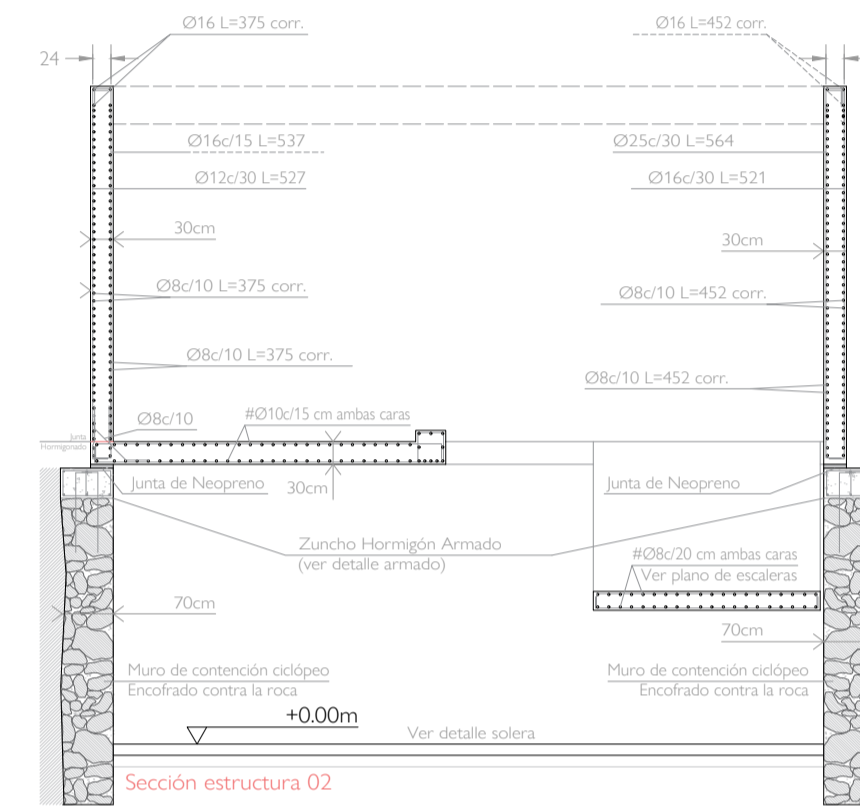 Ø16 L=375 corr.
Ø16 L=452 corr.
24
Ø16c/15 L=537
Ø25c/30 L=564
Ø12c/30 L=527
Ø16c/30 L=521
30cm
30cm
Ø8c/10 L=375 corr.
Ø8c/10 L=452 corr.
Ø8c/10 L=375 corr.
Ø8c/10 L=452 corr.
Ø8c/10
#Ø10c/15 cm ambas caras
Junta
Hormigonado
Junta de Neopreno
30cm
Junta de Neopreno
Zuncho Hormigón Armado
(ver detalle armado)
#Ø8c/20 cm ambas caras
Ver plano de escaleras
70cm
70cm
Muro de contención ciclópeo
Encofrado contra la roca
Muro de contención ciclópeo
Encofrado contra la roca
+0.00m
Ver detalle solera
Sección estructura 02